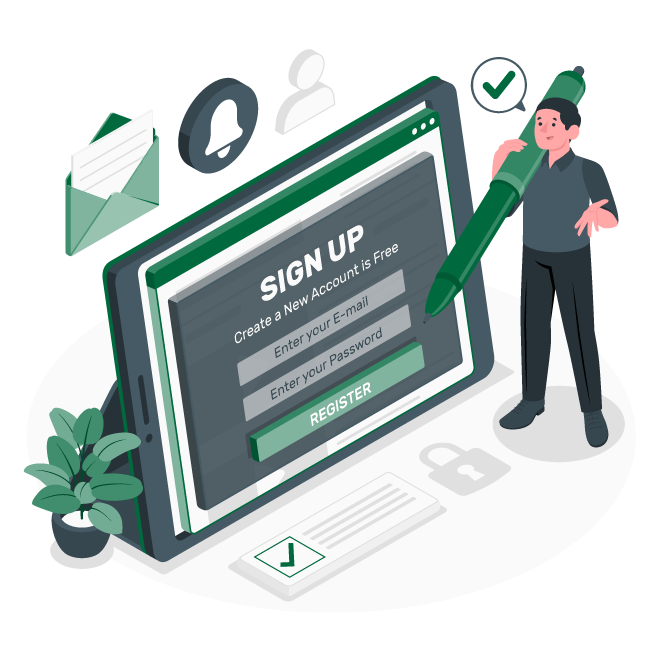 SIGN UP
Create a New Account is Free
Enter your E-mail
Enter your Password
REGISTER